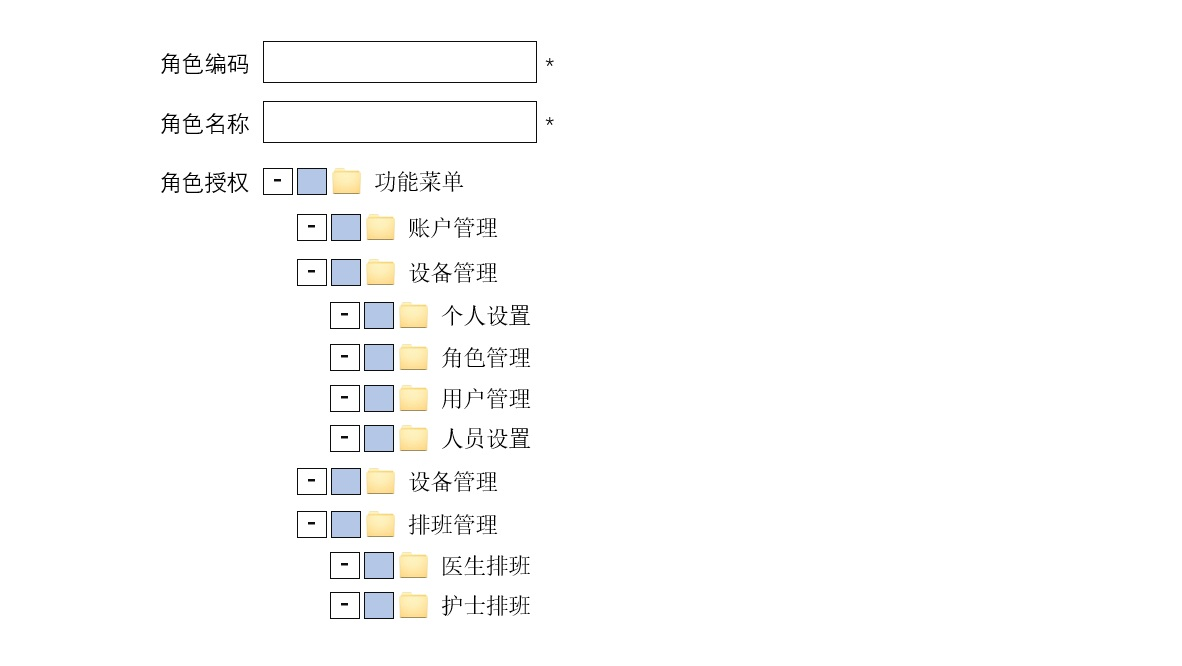 角色编码 *
角色名称 *
角色授权 - 功能菜单
- 账户管理
- 设备管理
- 个人设置
- 角色管理
- 用户管理
- 人员设置
- 设备管理
- 排班管理
- 医生排班
- 护士排班